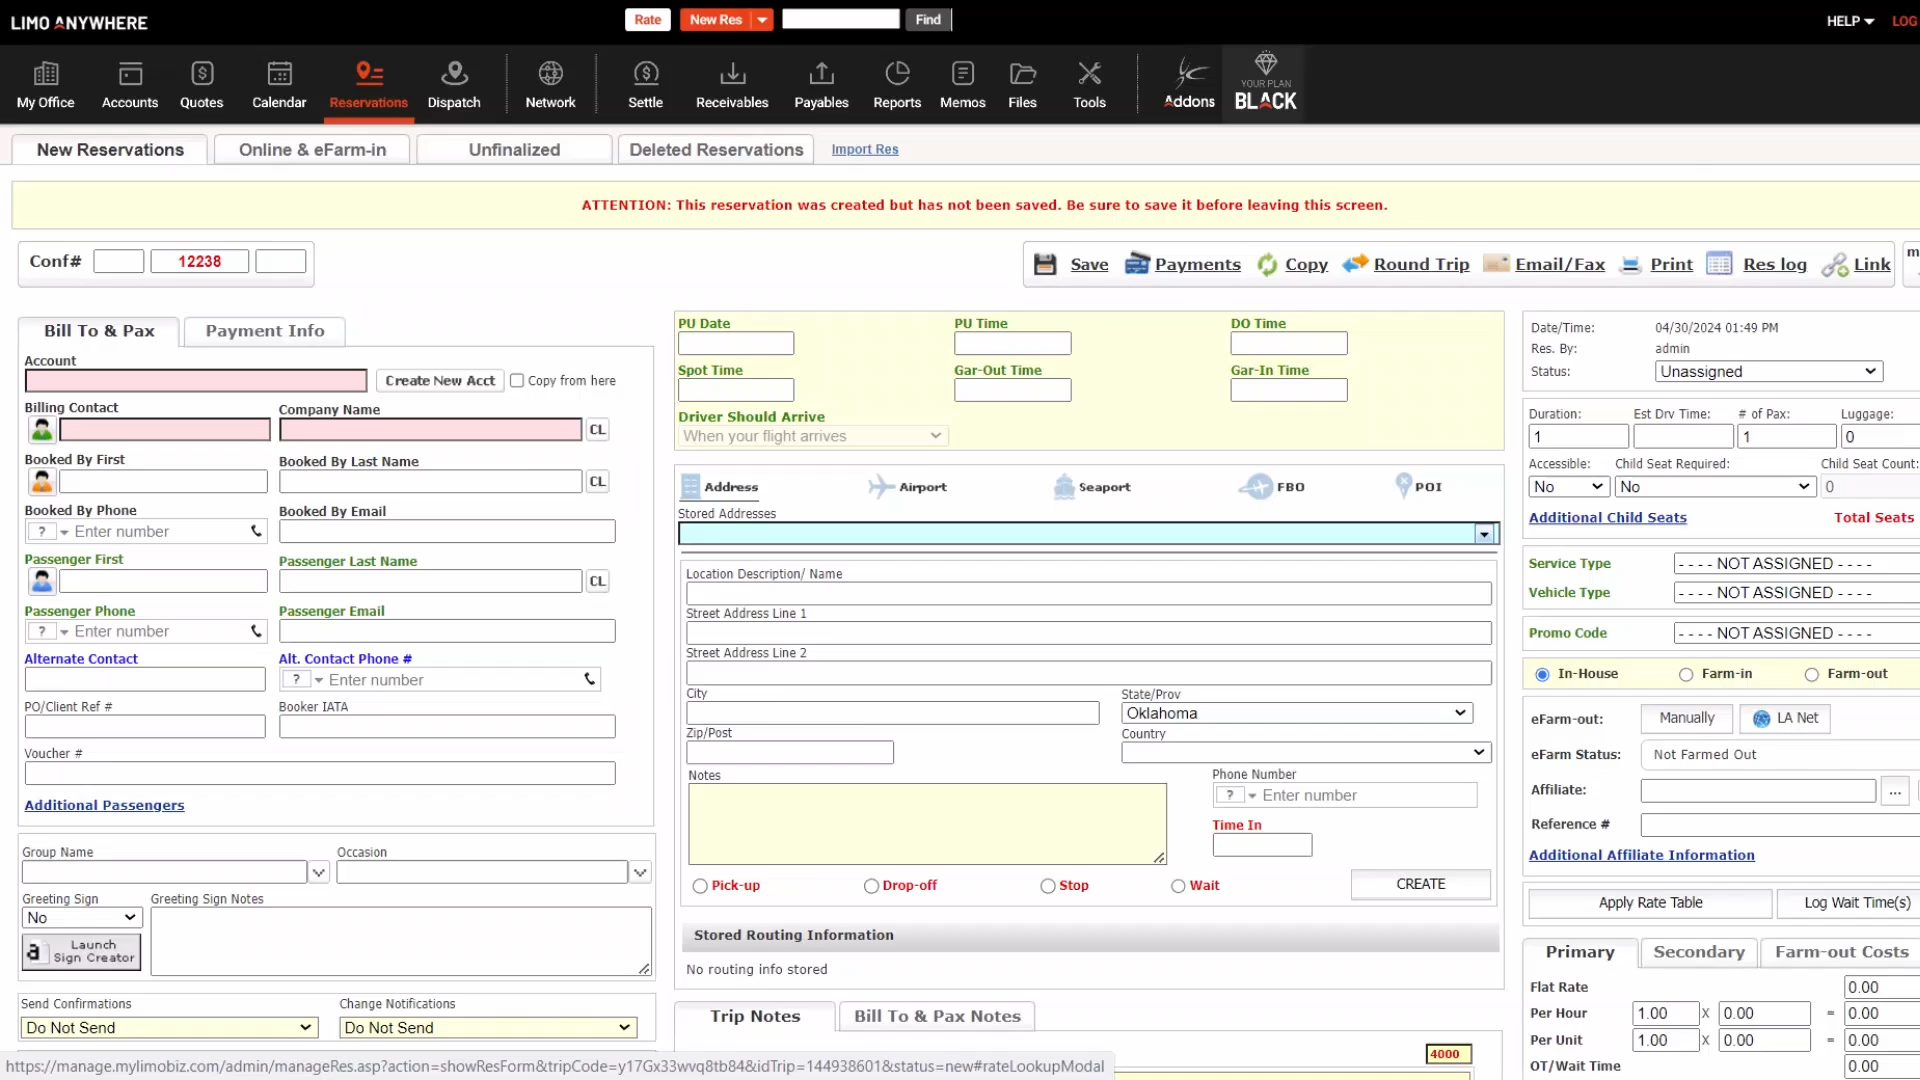 LIMO ANYWHERE
Rate
New Res
Find
HELP
LOG
My Office
Accounts
Quotes
Calendar
Reservations
Dispatch
Network
Settle
Receivables
Payables
Reports
Memos
Files
Tools
Addons
YOUR PLAN
BLACK
New Reservations
Online & eFarm-in
Unfinalized
Deleted Reservations
Import Res
ATTENTION: This reservation was created but has not been saved. Be sure to save it before leaving this screen.
Conf#
12238
Save
Payments
Copy
Round Trip
Email/Fax
Print
Res log
Link
m
Bill To & Pax
Payment Info
Account
Create New Acct
Copy from here
Billing Contact
Company Name
CL
Booked By First
Booked By Last Name
CL
Booked By Phone
Booked By Email
? Enter number
Passenger First
Passenger Last Name
CL
Passenger Phone
Passenger Email
? Enter number
Alternate Contact
Alt. Contact Phone #
? Enter number
PO/Client Ref #
Booker IATA
Voucher #
Additional Passengers
Group Name
Occasion
Greeting Sign
Greeting Sign Notes
No
a Launch
Sign Creator
Send Confirmations
Change Notifications
Do Not Send
Do Not Send
PU Date
PU Time
DO Time
Spot Time
Gar-Out Time
Gar-In Time
Driver Should Arrive
When your flight arrives
Address
Airport
Seaport
FBO
POI
Stored Addresses
Location Description/ Name
Street Address Line 1
Street Address Line 2
City
State/Prov
Oklahoma
Zip/Post
Country
Notes
Phone Number
? Enter number
Time In
Pick-up
Drop-off
Stop
Wait
CREATE
Stored Routing Information
No routing info stored
Trip Notes
Bill To & Pax Notes
4000
Date/Time: 04/30/2024 01:49 PM
Res. By: admin
Status: Unassigned
Duration:
Est Drv Time:
# of Pax:
Luggage:
1
1
0
Accessible:
Child Seat Required:
Child Seat Count:
No
No
0
Additional Child Seats
Total Seats
Service Type
- - - - NOT ASSIGNED - - - -
Vehicle Type
- - - - NOT ASSIGNED - - - -
Promo Code
- - - - NOT ASSIGNED - - - -
In-House
Farm-in
Farm-out
eFarm-out:
Manually
LA Net
eFarm Status:
Not Farmed Out
Affiliate:
...
Reference #
Additional Affiliate Information
Apply Rate Table
Log Wait Time(s)
Primary
Secondary
Farm-out Costs
Flat Rate 0.00
Per Hour 1.00 X 0.00 = 0.00
Per Unit 1.00 X 0.00 = 0.00
OT/Wait Time 0.00
https://manage.mylimobiz.com/admin/manageRes.asp?action=showResForm&tripCode=y17Gx33wvq8tb84&idTrip=144938601&status=new#rateLookupModal